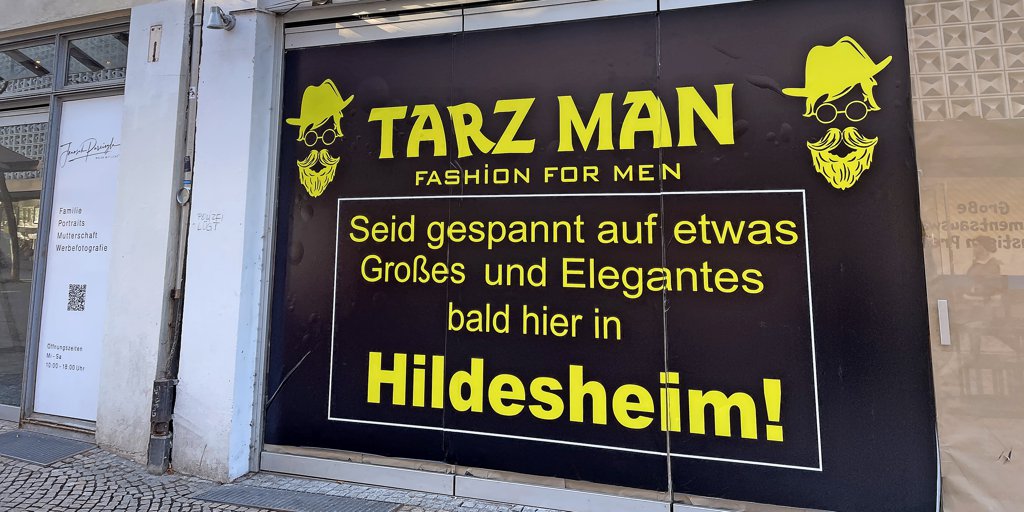 Familie
Portraits
Mutterschaft
Werbefotografie
Öffnungszeiten
Mi - Sa
10:00 - 18:00 Uhr
TARZ MAN
FASHION FOR MEN
Seid gespannt auf etwas
Großes und Elegantes
bald hier in
Hildesheim!
Große